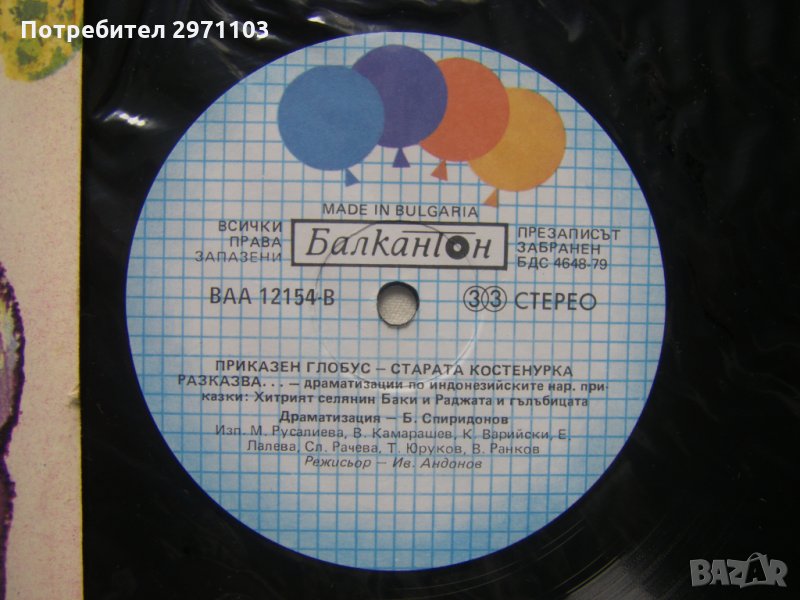 Потребител 2971103
MADE IN BULGARIA
ВСИЧКИ
ПРАВА
ЗАПАЗЕНИ
Балкантон
ПРЕЗАПИСЪТ
ЗАБРАНЕН
БДС 4648-79
ВАА 12154-В
33 СТЕРЕО
ПРИКАЗЕН ГЛОБУС – СТАРАТА КОСТЕНУРКА
РАЗКАЗВА... – драматизации по индонезийските нар. при-
казки: Хитрият селянин Баки и Раджата и гълъбицата
Драматизация – Б. Спиридонов
Изп. М. Русалиева, В. Камарашев, К. Варийски, Е.
Лалева, Сл. Рачева, Т. Юруков, В. Ранков
Режисьор – Ив. Андонов
BAZAR